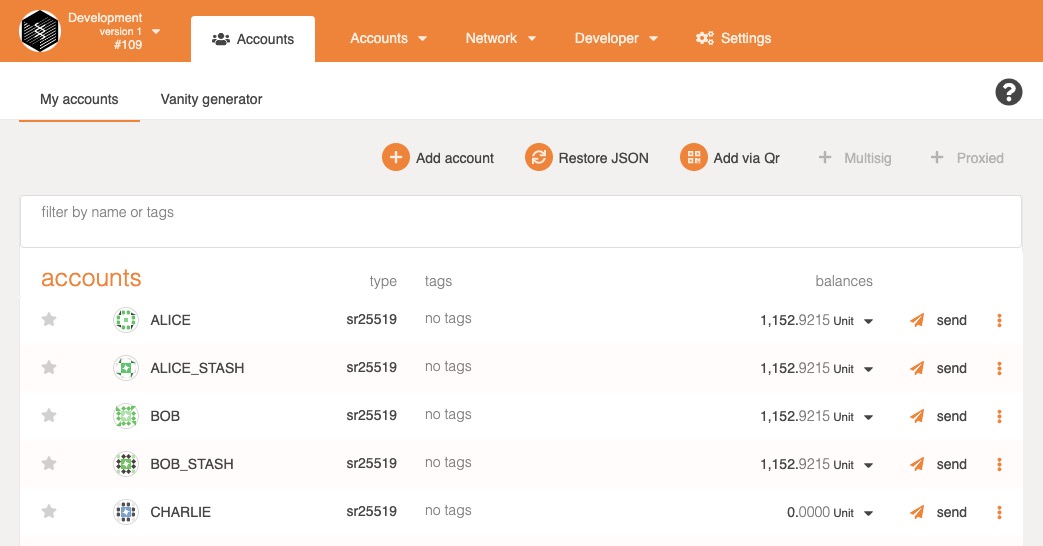 Development
version 1
#109
Accounts
Accounts
Network
Developer
Settings
My accounts
Vanity generator
?
Add account
Restore JSON
Add via Qr
Multisig
Proxied
filter by name or tags
accounts type tags balances
ALICE sr25519 no tags 1,152.9215 Unit send
ALICE_STASH sr25519 no tags 1,152.9215 Unit send
BOB sr25519 no tags 1,152.9215 Unit send
BOB_STASH sr25519 no tags 1,152.9215 Unit send
CHARLIE sr25519 no tags 0.0000 Unit send